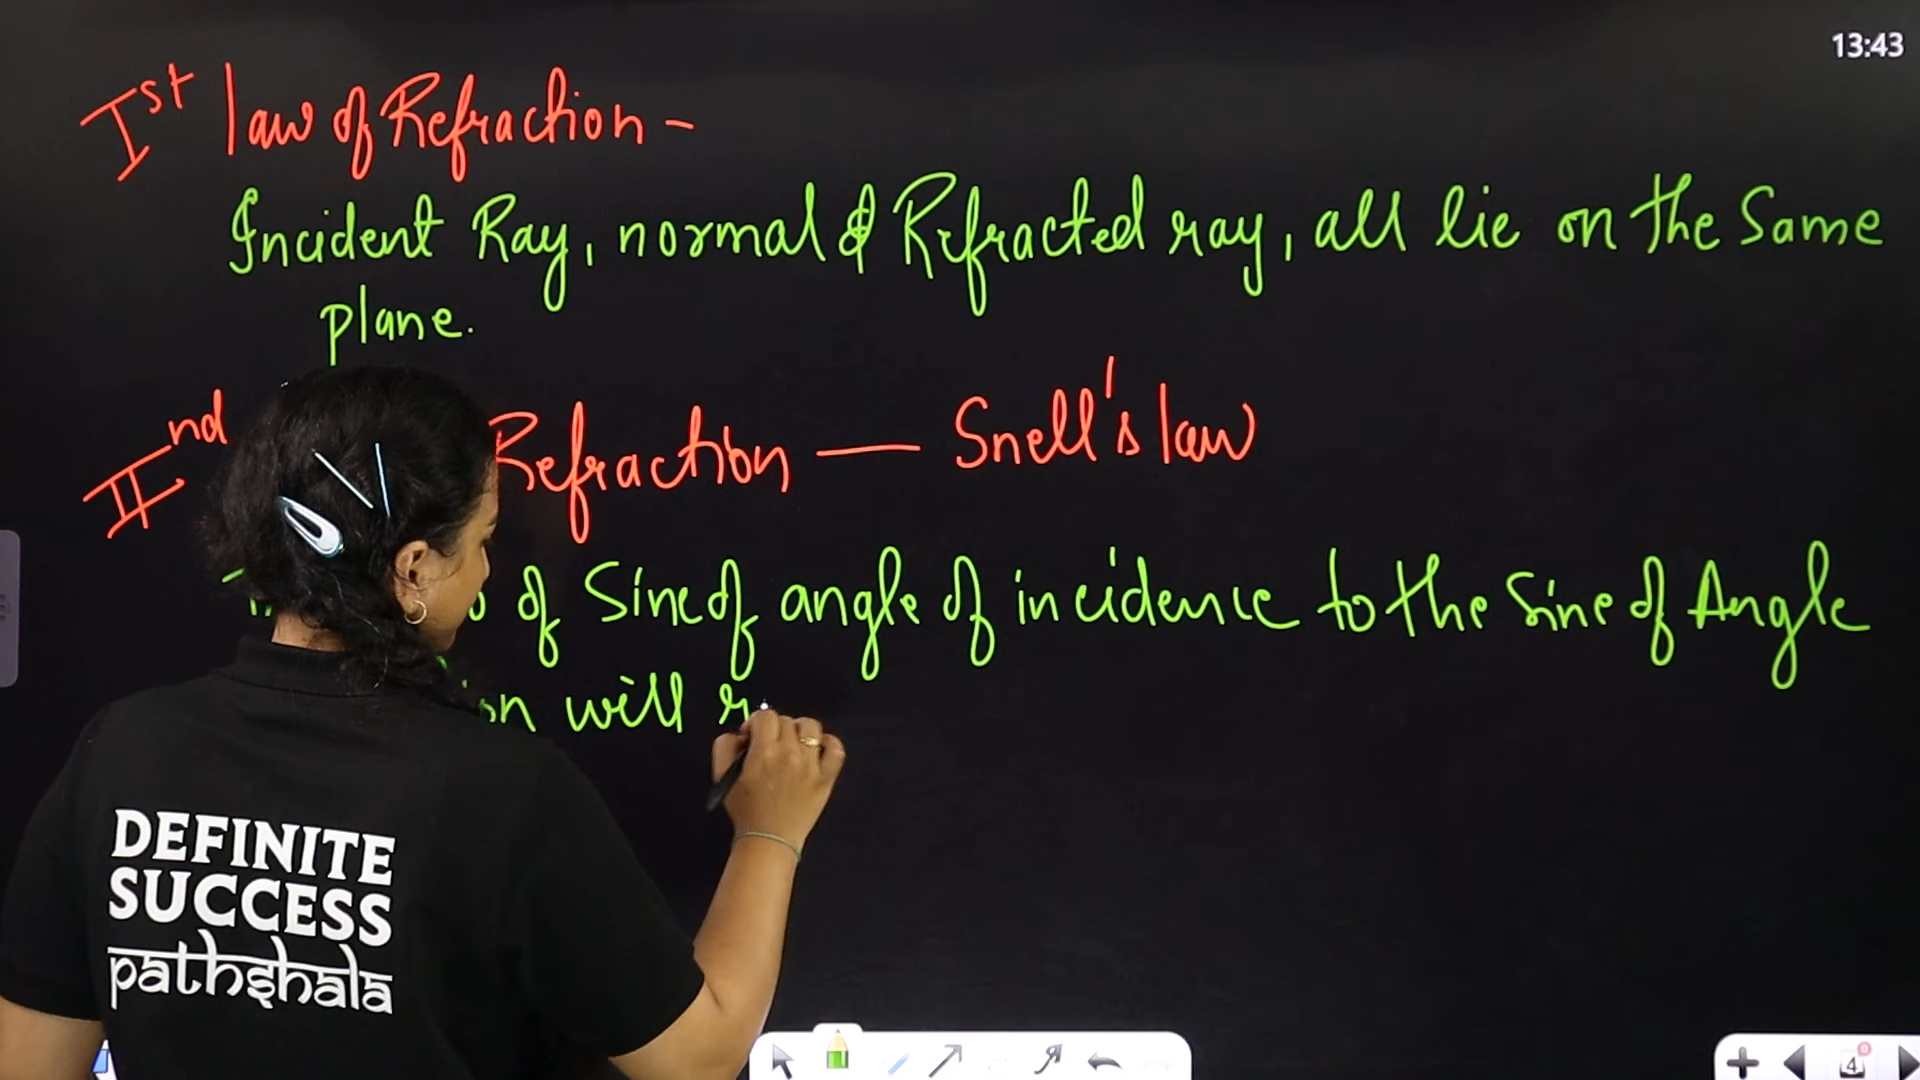 13:43
Ist law of Refraction -
Incident Ray, normal & Refracted ray, all lie on the Same
plane.
IInd Refraction — Snell's law
of Sine of angle of incidence to the Sine of Angle
will
DEFINITE
SUCCESS
pathshala
4